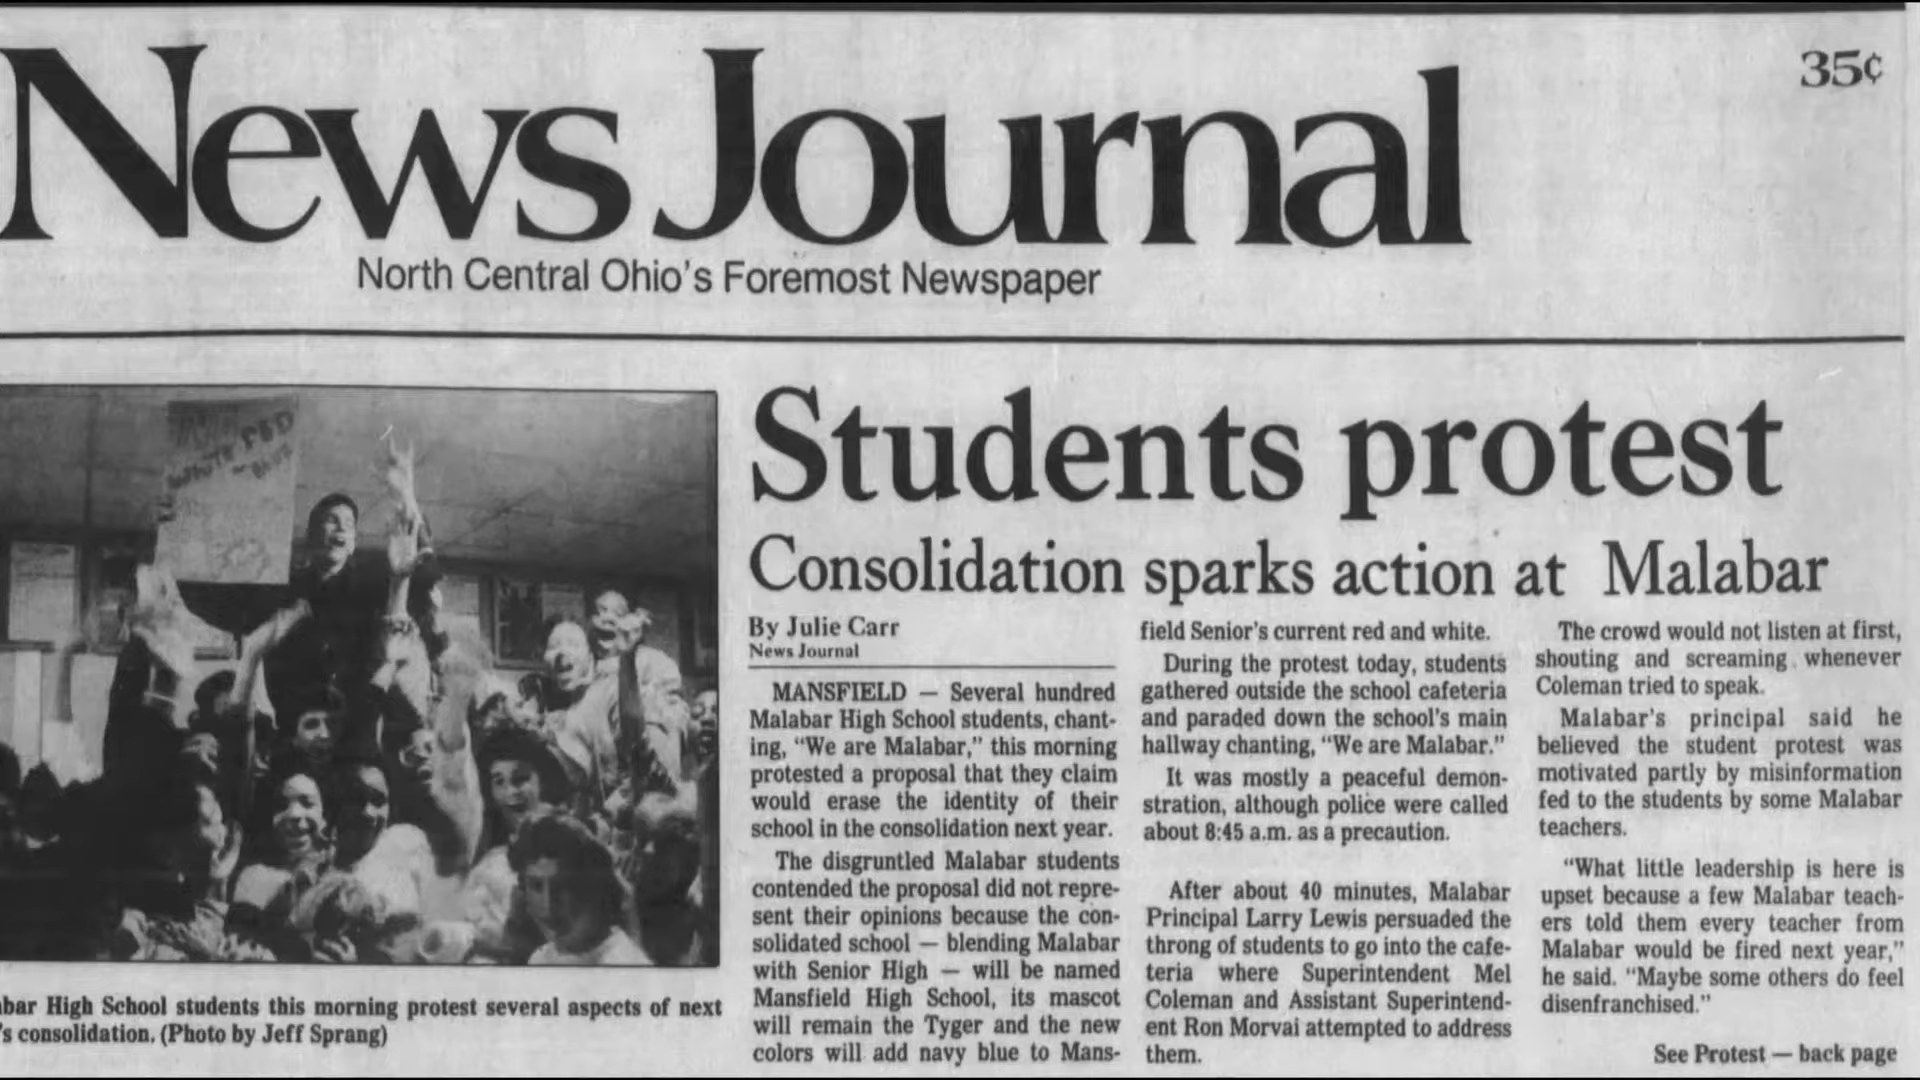 News Journal
35¢
North Central Ohio's Foremost Newspaper
Students protest
Consolidation sparks action at Malabar
By Julie Carr
News Journal
MANSFIELD — Several hundred
Malabar High School students, chant-
ing, “We are Malabar,” this morning
protested a proposal that they claim
would erase the identity of their
school in the consolidation next year.
The disgruntled Malabar students
contended the proposal did not repre-
sent their opinions because the con-
solidated school — blending Malabar
with Senior High — will be named
Mansfield High School, its mascot
will remain the Tyger and the new
colors will add navy blue to Mans-
field Senior's current red and white.
During the protest today, students
gathered outside the school cafeteria
and paraded down the school's main
hallway chanting, “We are Malabar.”
It was mostly a peaceful demon-
stration, although police were called
about 8:45 a.m. as a precaution.
After about 40 minutes, Malabar
Principal Larry Lewis persuaded the
throng of students to go into the cafe-
teria where Superintendent Mel
Coleman and Assistant Superintend-
ent Ron Morvai attempted to address
them.
The crowd would not listen at first,
shouting and screaming whenever
Coleman tried to speak.
Malabar's principal said he
believed the student protest was
motivated partly by misinformation
fed to the students by some Malabar
teachers.
“What little leadership is here is
upset because a few Malabar teach-
ers told them every teacher from
Malabar would be fired next year,”
he said. “Maybe some others do feel
disenfranchised.”
See Protest — back page
bar High School students this morning protest several aspects of next
's consolidation. (Photo by Jeff Sprang)